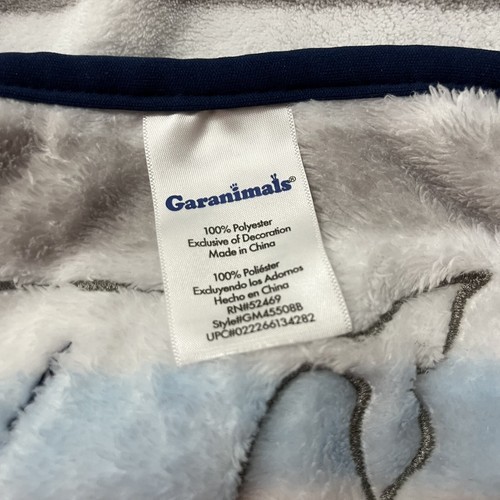 Garanimals®
100% Polyester
Exclusive of Decoration
Made in China
100% Poliéster
Excluyendo los Adornos
Hecho en China
RN#52469
Style#GM45508B
UPC#022266134282